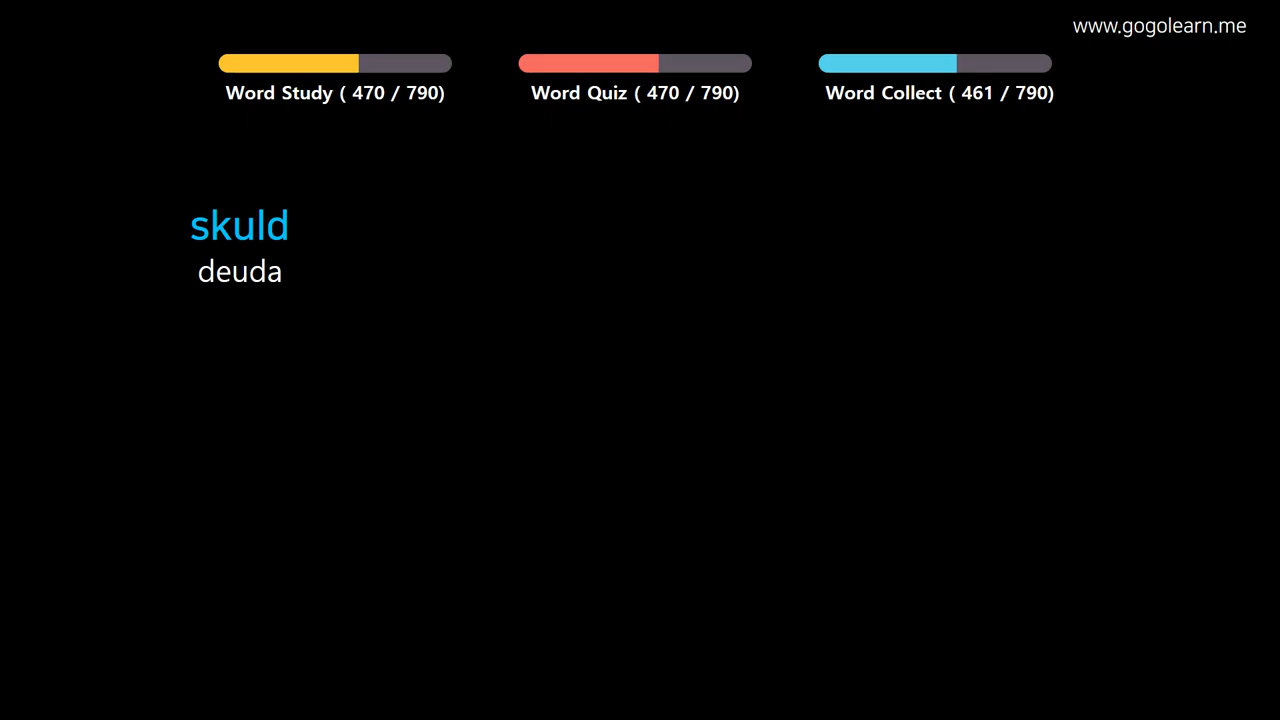 www.gogolearn.me
Word Study ( 470 / 790)
Word Quiz ( 470 / 790)
Word Collect ( 461 / 790)
skuld
deuda